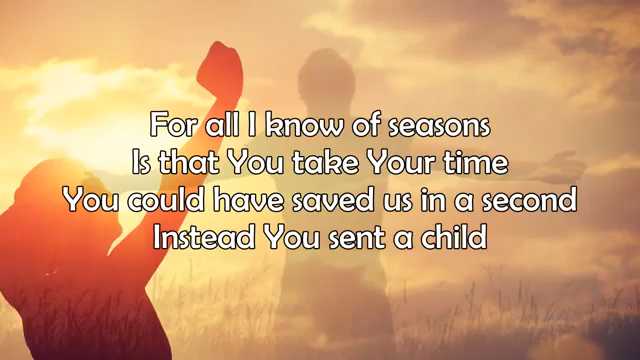 For all I know of seasons
Is that You take Your time
You could have saved us in a second
Instead You sent a child